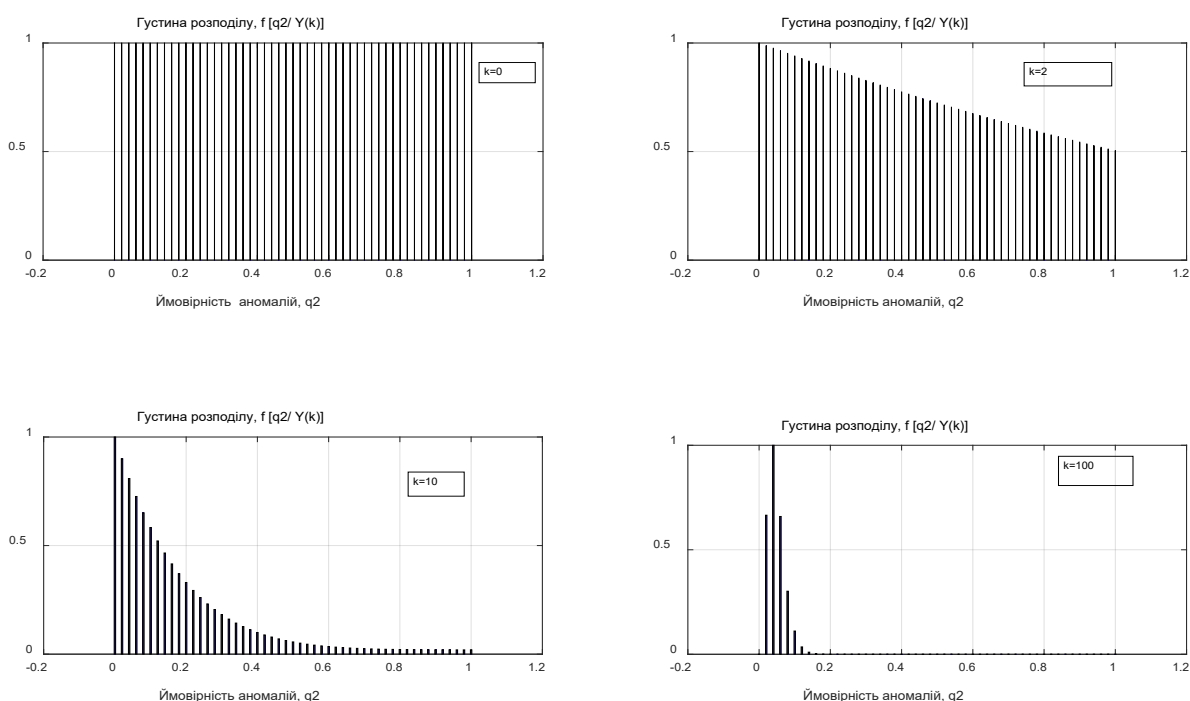 Густина розподілу, f [q2/ Y(k)]
1
k=0
0.5
0
-0.2 0 0.2 0.4 0.6 0.8 1 1.2
Ймовірність аномалій, q2
Густина розподілу, f [q2/ Y(k)]
1
k=2
0.5
0
-0.2 0 0.2 0.4 0.6 0.8 1 1.2
Ймовірність аномалій, q2
Густина розподілу, f [q2/ Y(k)]
1
k=10
0.5
0
-0.2 0 0.2 0.4 0.6 0.8 1 1.2
Ймовірність аномалій, q2
Густина розподілу, f [q2/ Y(k)]
1
k=100
0.5
0
-0.2 0 0.2 0.4 0.6 0.8 1 1.2
Ймовірність аномалій, q2